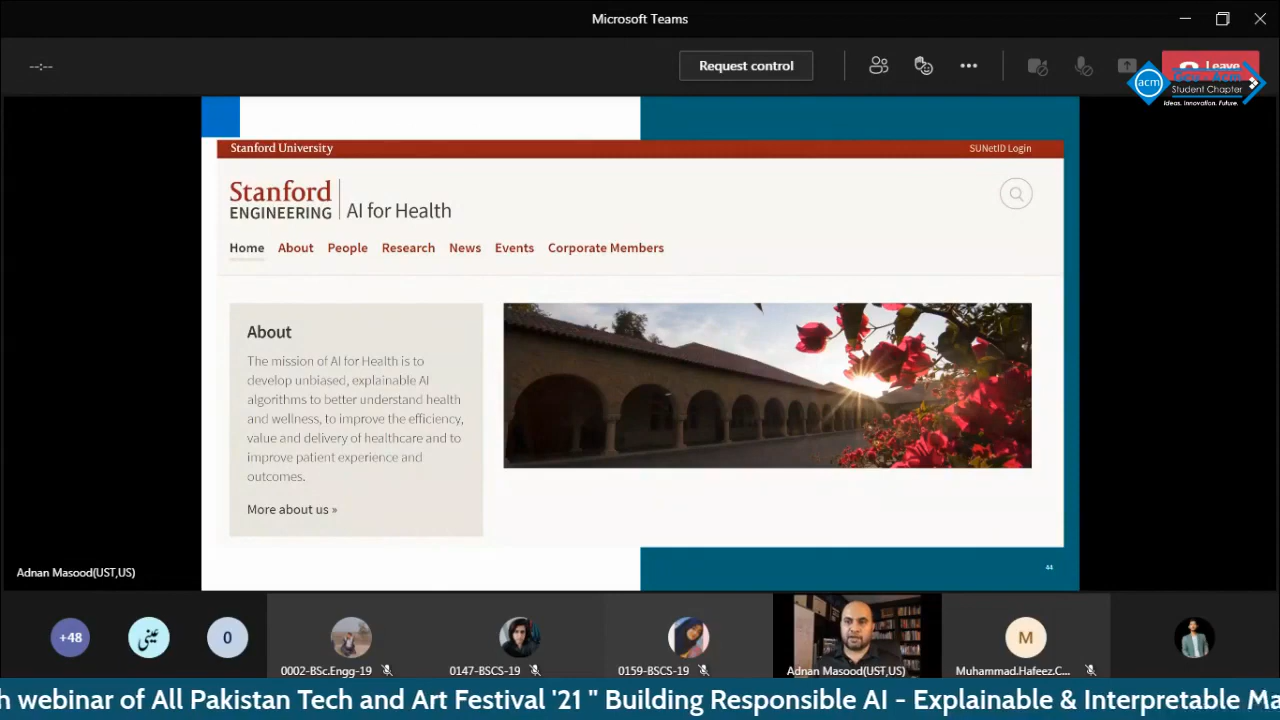 Microsoft Teams
--:--
Request control
Leave
acm
Student Chapter
Ideas. Innovation. Future.
Stanford University
SUNetID Login
Stanford
ENGINEERING
AI for Health
Home About People Research News Events Corporate Members
About
The mission of AI for Health is to
develop unbiased, explainable AI
algorithms to better understand health
and wellness, to improve the efficiency,
value and delivery of healthcare and to
improve patient experience and
outcomes.
More about us »
44
Adnan Masood(UST,US)
+48
عینی
0
0002-BSc.Engg-19
0147-BSCS-19
0159-BSCS-19
Adnan Masood(UST,US)
M
Muhammad.Hafeez.C...
h webinar of All Pakistan Tech and Art Festival '21 " Building Responsible AI - Explainable & Interpretable Ma